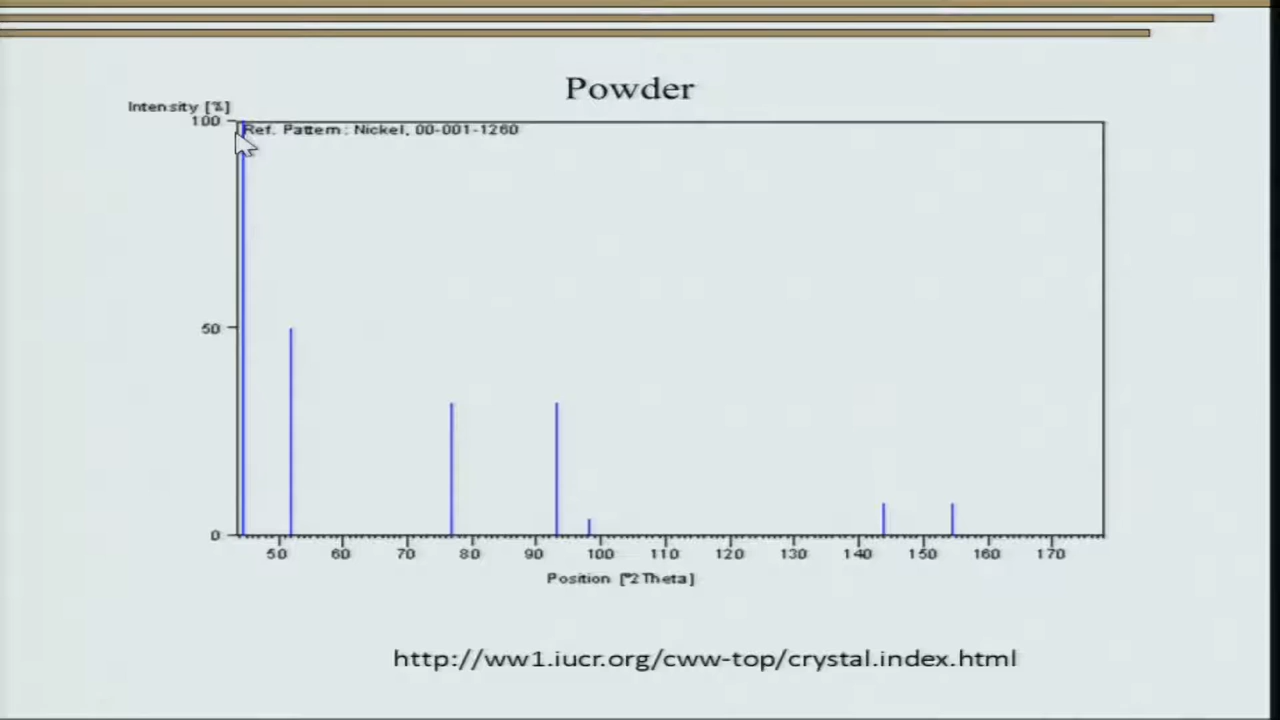 Powder
Intensity [%]
100
Ref. Pattern: Nickel, 00-001-1260
50
0
50 60 70 80 90 100 110 120 130 140 150 160 170
Position [°2Theta]
http://ww1.iucr.org/cww-top/crystal.index.html